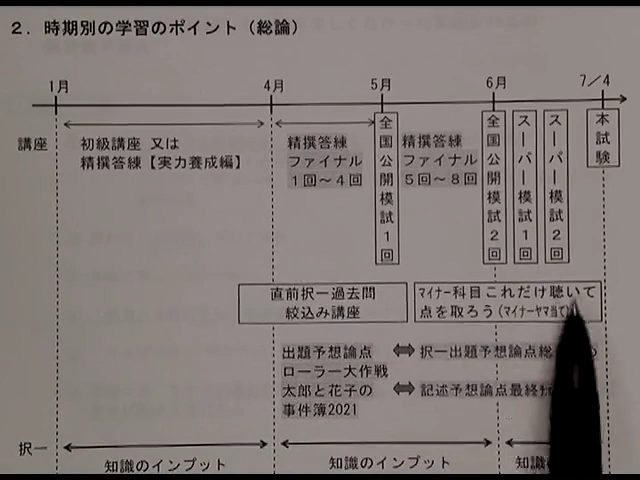 ２．時期別の学習のポイント（総論）
1月
4月
5月
6月
7／4
講座
初級講座 又は
精撰答練【実力養成編】
精撰答練
ファイナル
１回～４回
全国公開模試１回
精撰答練
ファイナル
５回～８回
全国公開模試２回
スーパー模試１回
スーパー模試２回
本試験
直前択一過去問
絞込み講座
マイナー科目これだけ聴いて
点を取ろう（マイナーヤマ当て）
出題予想論点
ローラー大作戦
⇔ 択一出題予想論点総
太郎と花子の
事件簿2021
⇔ 記述予想論点最終
択一
知識のインプット
知識のインプット
知識